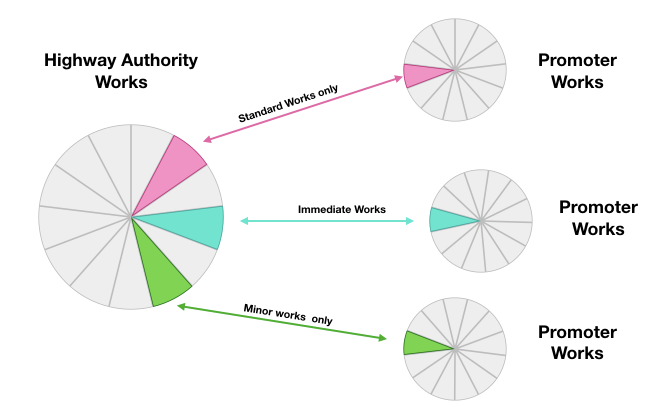 Highway Authority
Works
Standard Works only
Promoter
Works
Immediate Works
Promoter
Works
Minor works only
Promoter
Works